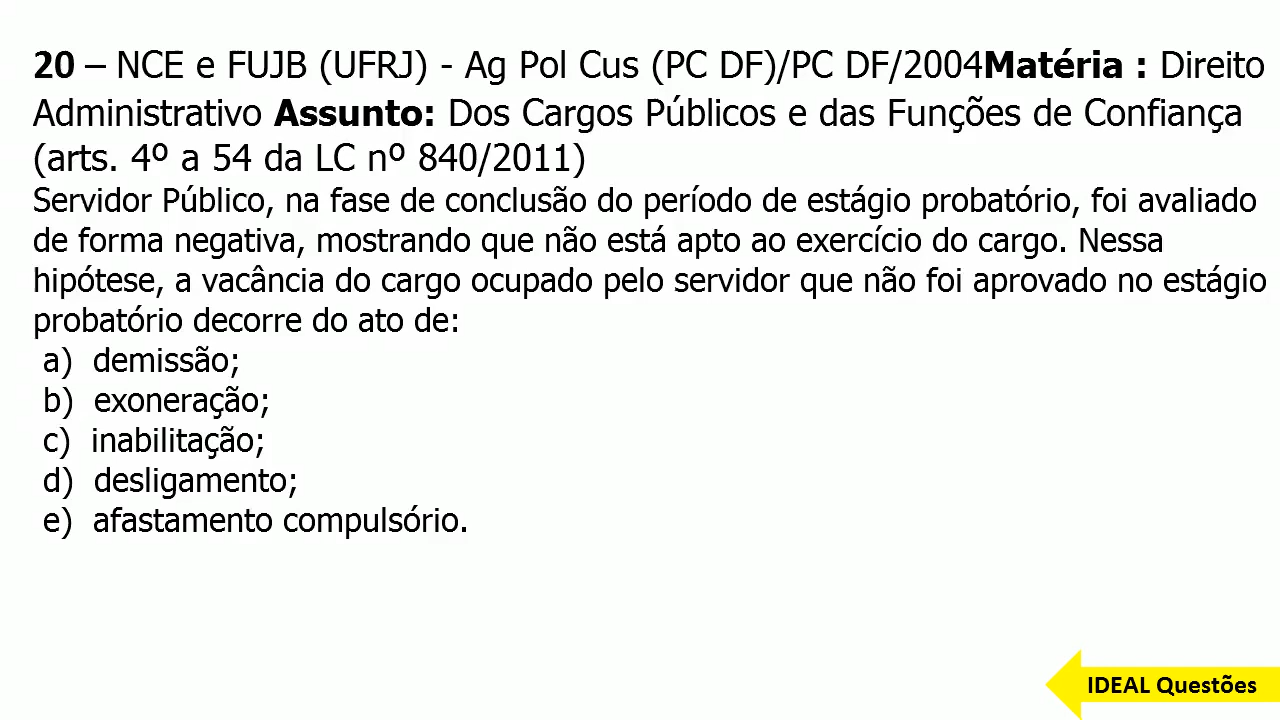 20 – NCE e FUJB (UFRJ) - Ag Pol Cus (PC DF)/PC DF/2004Matéria : Direito
Administrativo Assunto: Dos Cargos Públicos e das Funções de Confiança
(arts. 4º a 54 da LC nº 840/2011)
Servidor Público, na fase de conclusão do período de estágio probatório, foi avaliado
de forma negativa, mostrando que não está apto ao exercício do cargo. Nessa
hipótese, a vacância do cargo ocupado pelo servidor que não foi aprovado no estágio
probatório decorre do ato de:
a) demissão;
b) exoneração;
c) inabilitação;
d) desligamento;
e) afastamento compulsório.
IDEAL Questões